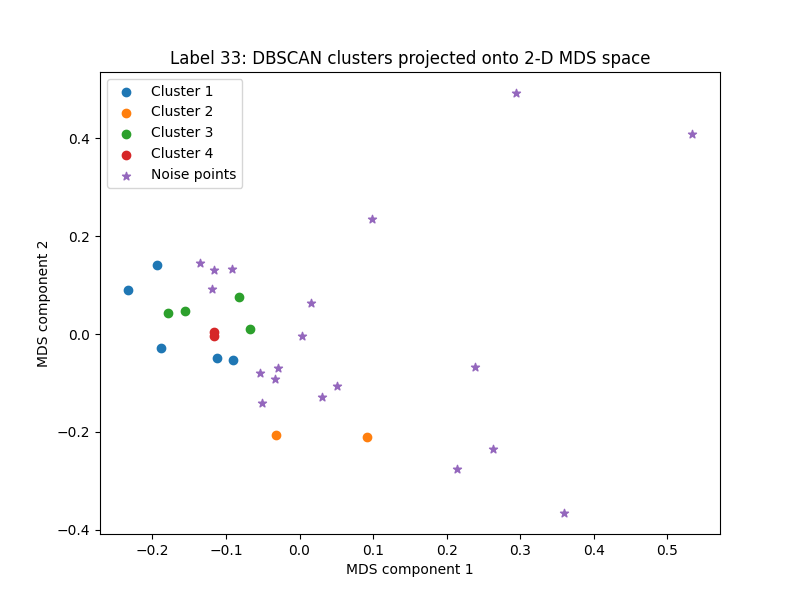 Label 33: DBSCAN clusters projected onto 2-D MDS space
Cluster 1
Cluster 2
Cluster 3
Cluster 4
Noise points
0.4
0.2
0.0
−0.2
−0.4
MDS component 2
−0.2 −0.1 0.0 0.1 0.2 0.3 0.4 0.5
MDS component 1